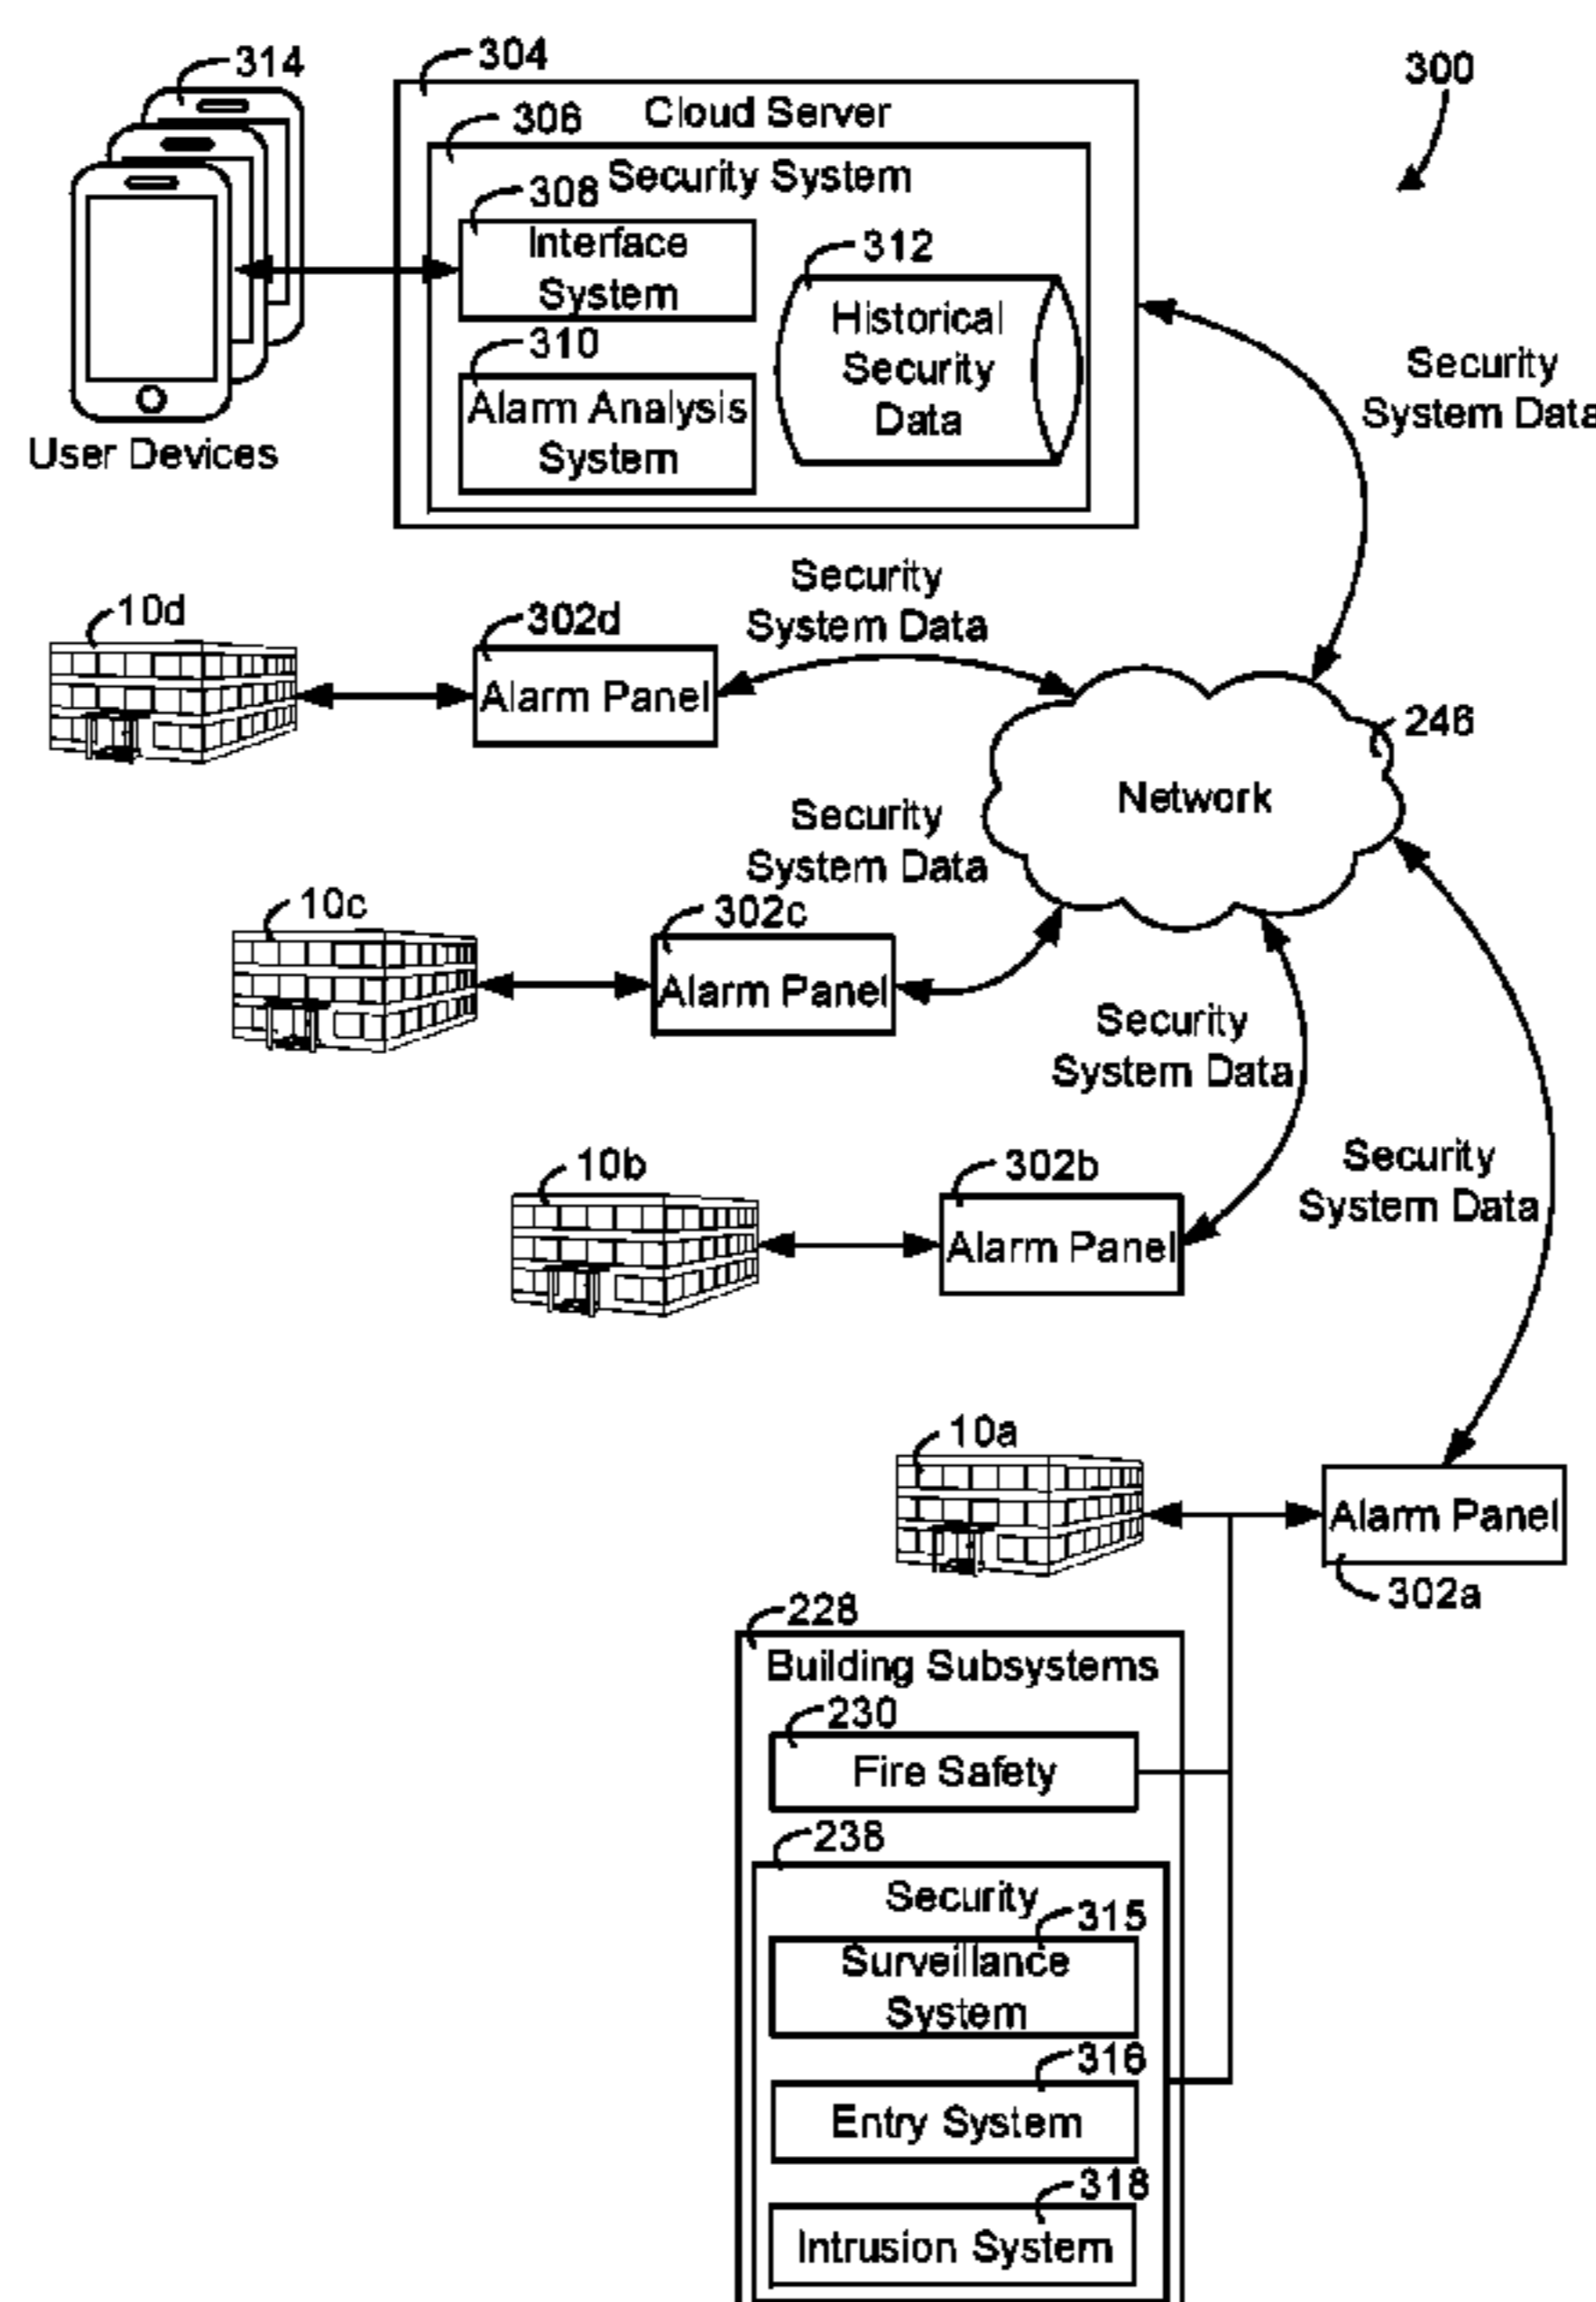 314
304
300
Cloud Server
306
Security System
308
Interface
System
312
Historical
Security
Data
310
Alarm Analysis
System
User Devices
Security
System Data
Security
System Data
10d
302d
Alarm Panel
246
Network
Security
System Data
10c
302c
Alarm Panel
Security
System Data
10b
302b
Alarm Panel
Security
System Data
10a
Alarm Panel
302a
228
Building Subsystems
230
Fire Safety
238
Security
315
Surveillance
System
316
Entry System
318
Intrusion System